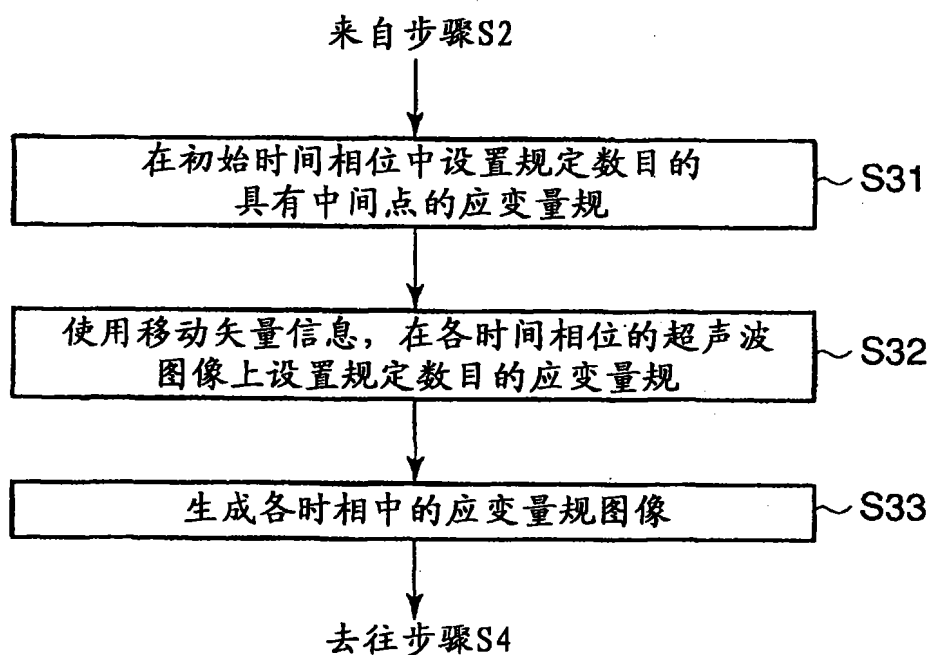 来自步骤S2
在初始时间相位中设置规定数目的
具有中间点的应变量规
S31
使用移动矢量信息，在各时间相位的超声波
图像上设置规定数目的应变量规
S32
生成各时相中的应变量规图像
S33
去往步骤S4